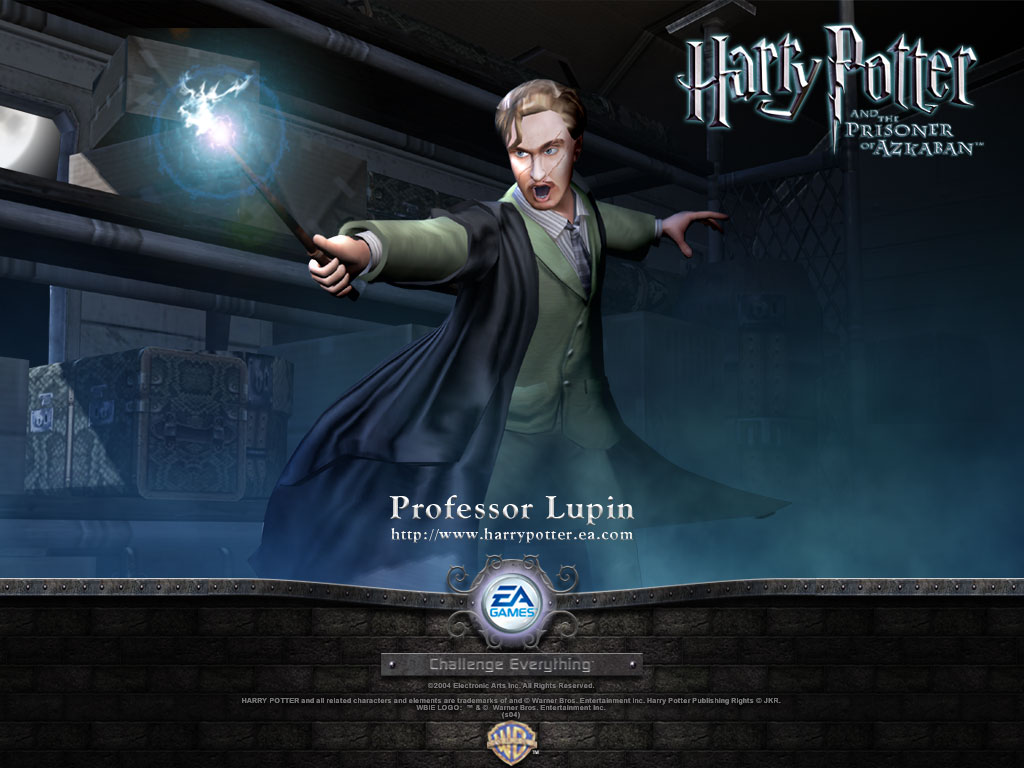 Harry Potter
AND THE
PRISONER
OF AZKABAN™
Professor Lupin
http://www.harrypotter.ea.com
EA
GAMES
Challenge Everything™
©2004 Electronic Arts Inc. All Rights Reserved.
HARRY POTTER and all related characters and elements are trademarks of and © Warner Bros. Entertainment Inc. Harry Potter Publishing Rights © JKR.
WBIE LOGO: ™ & © Warner Bros. Entertainment Inc.
(s04)
WB™